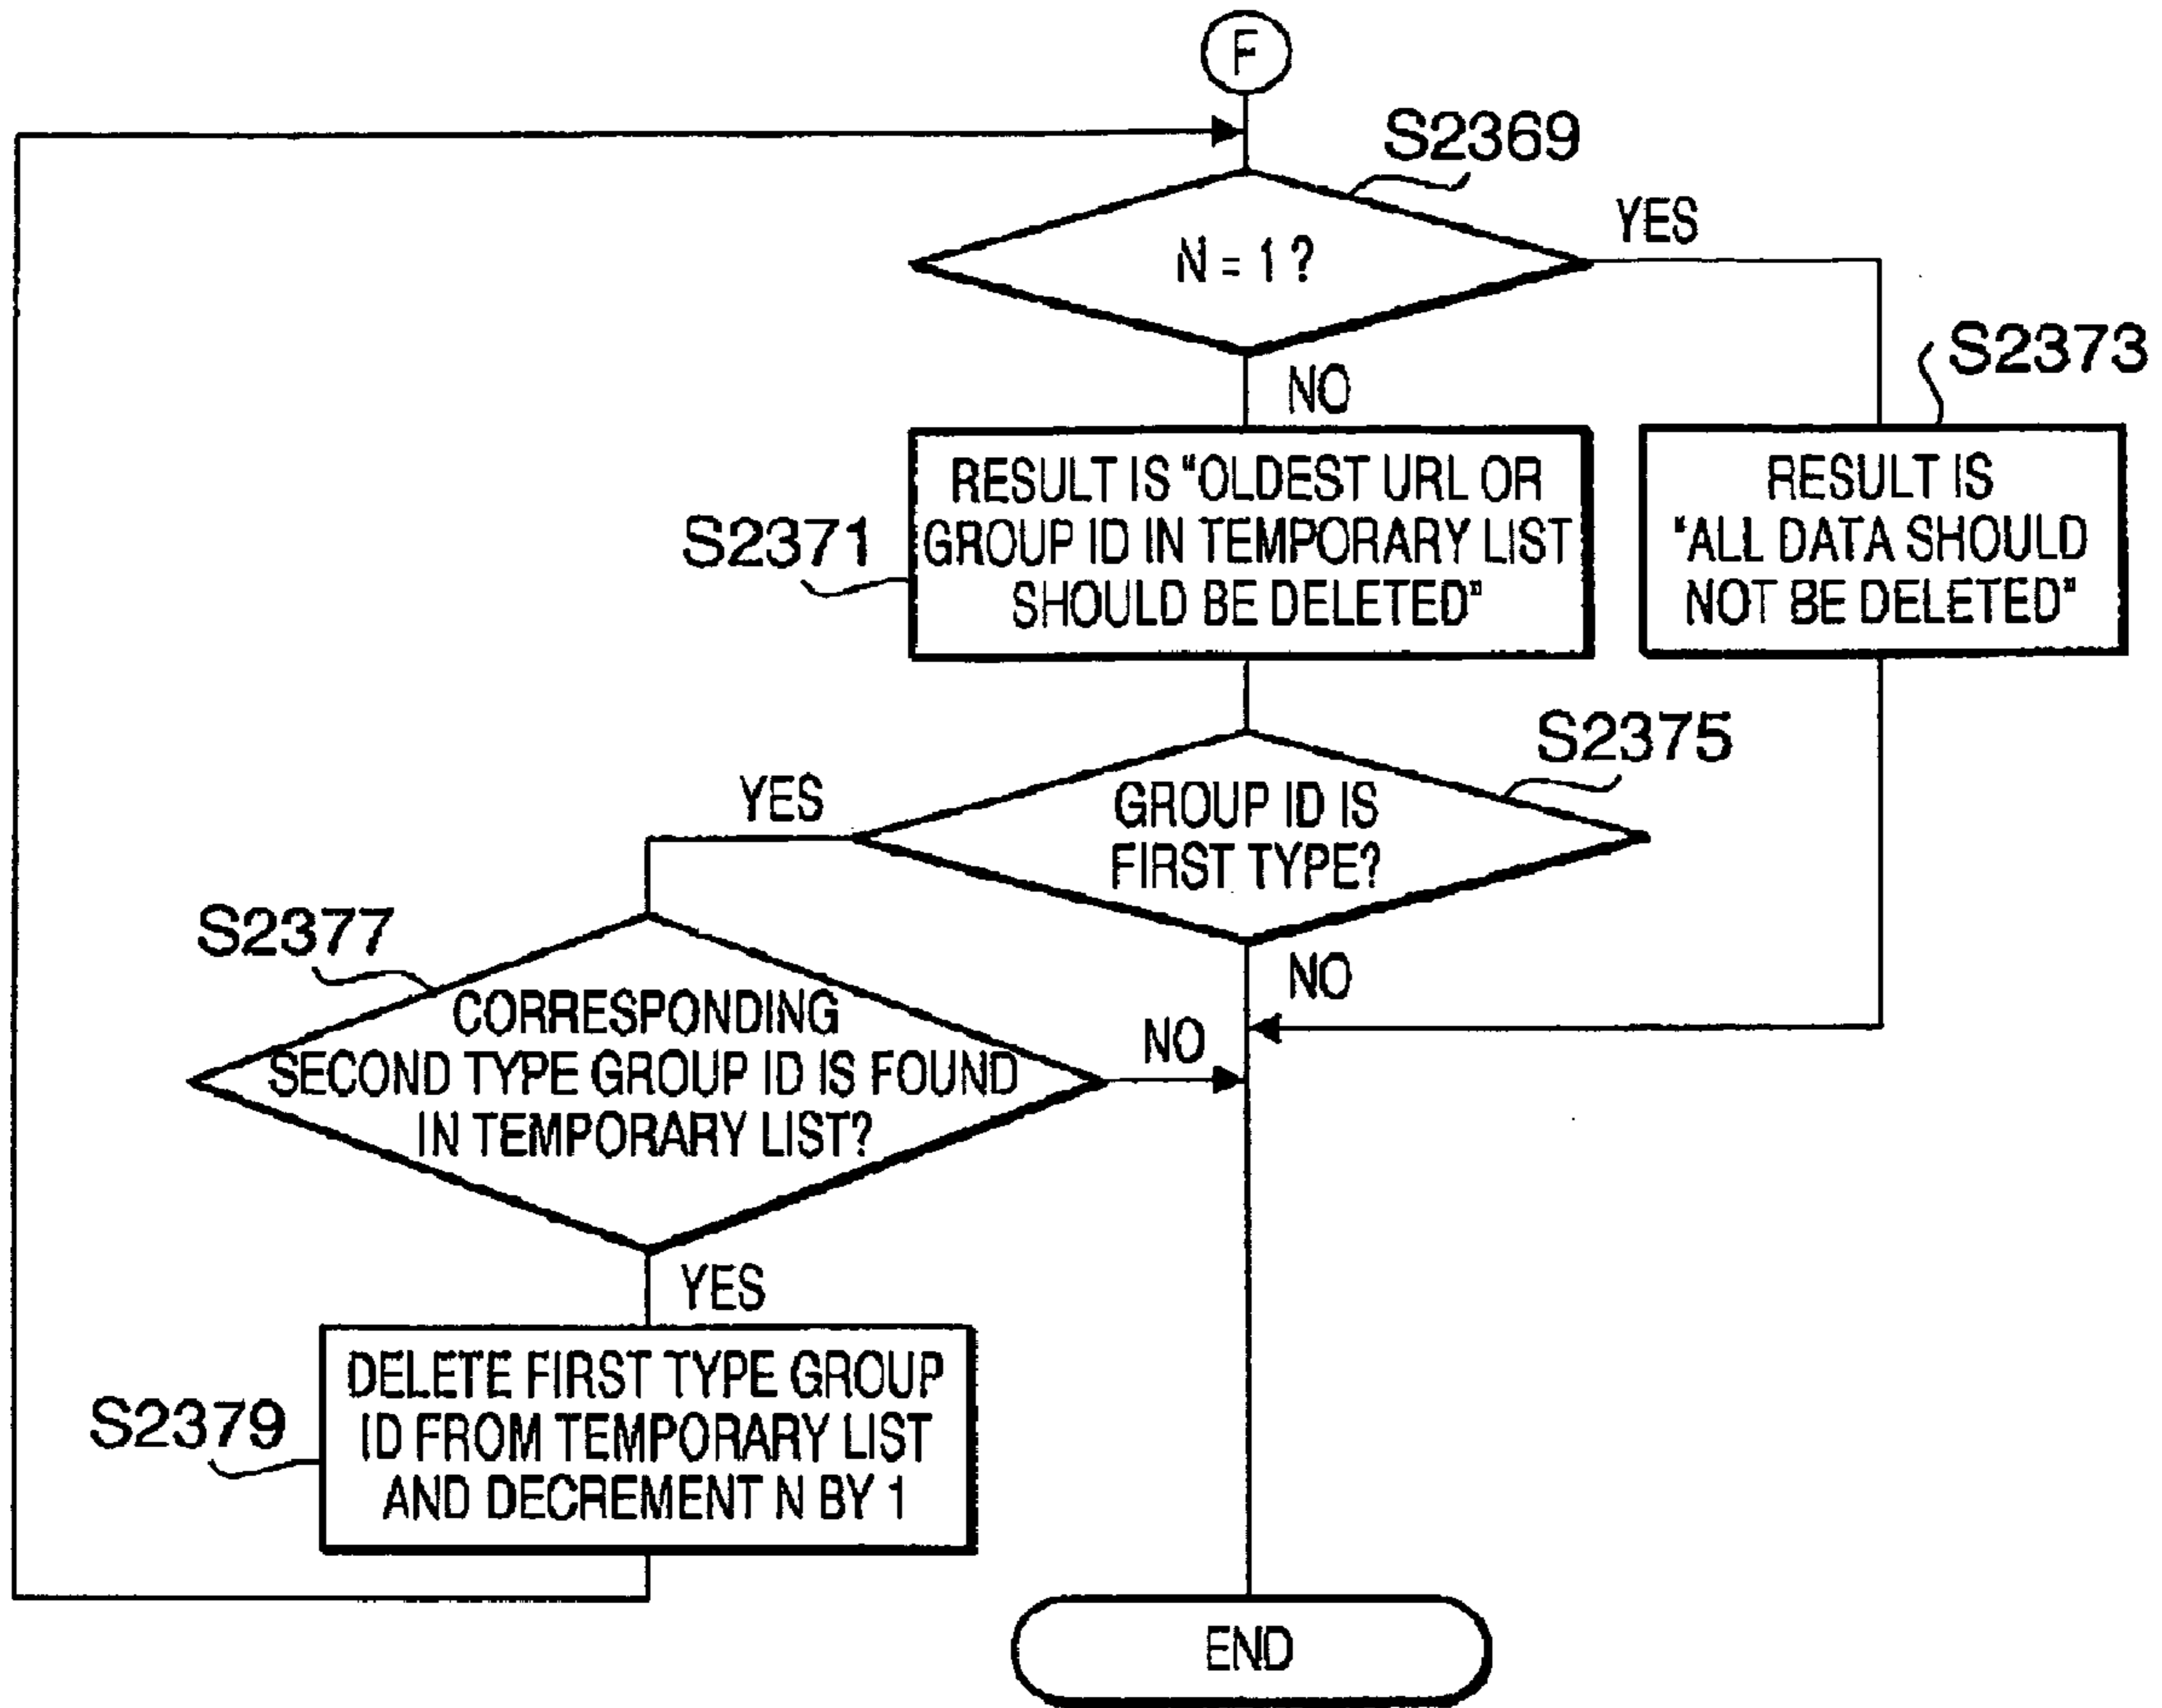 F
S2369
N = 1 ?
YES
NO
S2373
S2371
RESULT IS "OLDEST URL OR
GROUP ID IN TEMPORARY LIST
SHOULD BE DELETED"
RESULT IS
"ALL DATA SHOULD
NOT BE DELETED"
S2375
YES
GROUP ID IS
FIRST TYPE?
NO
S2377
CORRESPONDING
SECOND TYPE GROUP ID IS FOUND
IN TEMPORARY LIST?
NO
YES
S2379
DELETE FIRST TYPE GROUP
ID FROM TEMPORARY LIST
AND DECREMENT N BY 1
END